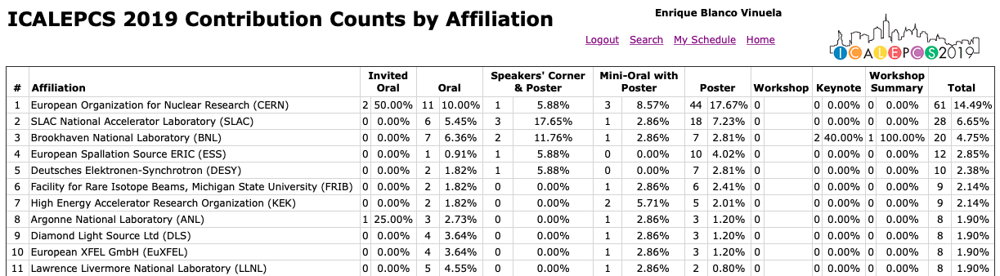 ICALEPCS 2019 Contribution Counts by Affiliation
Enrique Blanco Vinuela
Logout Search My Schedule Home
ICALEPCS2019
# Affiliation Invited Oral Oral Speakers' Corner & Poster Mini-Oral with Poster Poster Workshop Keynote Workshop Summary Total
1 European Organization for Nuclear Research (CERN) 2 50.00% 11 10.00% 1 5.88% 3 8.57% 44 17.67% 0 0 0.00% 0 0.00% 61 14.49%
2 SLAC National Accelerator Laboratory (SLAC) 0 0.00% 6 5.45% 3 17.65% 1 2.86% 18 7.23% 0 0 0.00% 0 0.00% 28 6.65%
3 Brookhaven National Laboratory (BNL) 0 0.00% 7 6.36% 2 11.76% 1 2.86% 7 2.81% 0 2 40.00% 1 100.00% 20 4.75%
4 European Spallation Source ERIC (ESS) 0 0.00% 1 0.91% 1 5.88% 0 0.00% 10 4.02% 0 0 0.00% 0 0.00% 12 2.85%
5 Deutsches Elektronen-Synchrotron (DESY) 0 0.00% 2 1.82% 1 5.88% 0 0.00% 7 2.81% 0 0 0.00% 0 0.00% 10 2.38%
6 Facility for Rare Isotope Beams, Michigan State University (FRIB) 0 0.00% 2 1.82% 0 0.00% 1 2.86% 6 2.41% 0 0 0.00% 0 0.00% 9 2.14%
7 High Energy Accelerator Research Organization (KEK) 0 0.00% 2 1.82% 0 0.00% 2 5.71% 5 2.01% 0 0 0.00% 0 0.00% 9 2.14%
8 Argonne National Laboratory (ANL) 1 25.00% 3 2.73% 0 0.00% 1 2.86% 3 1.20% 0 0 0.00% 0 0.00% 8 1.90%
9 Diamond Light Source Ltd (DLS) 0 0.00% 4 3.64% 0 0.00% 1 2.86% 3 1.20% 0 0 0.00% 0 0.00% 8 1.90%
10 European XFEL GmbH (EuXFEL) 0 0.00% 4 3.64% 0 0.00% 1 2.86% 3 1.20% 0 0 0.00% 0 0.00% 8 1.90%
11 Lawrence Livermore National Laboratory (LLNL) 0 0.00% 5 4.55% 0 0.00% 1 2.86% 2 0.80% 0 0 0.00% 0 0.00% 8 1.90%